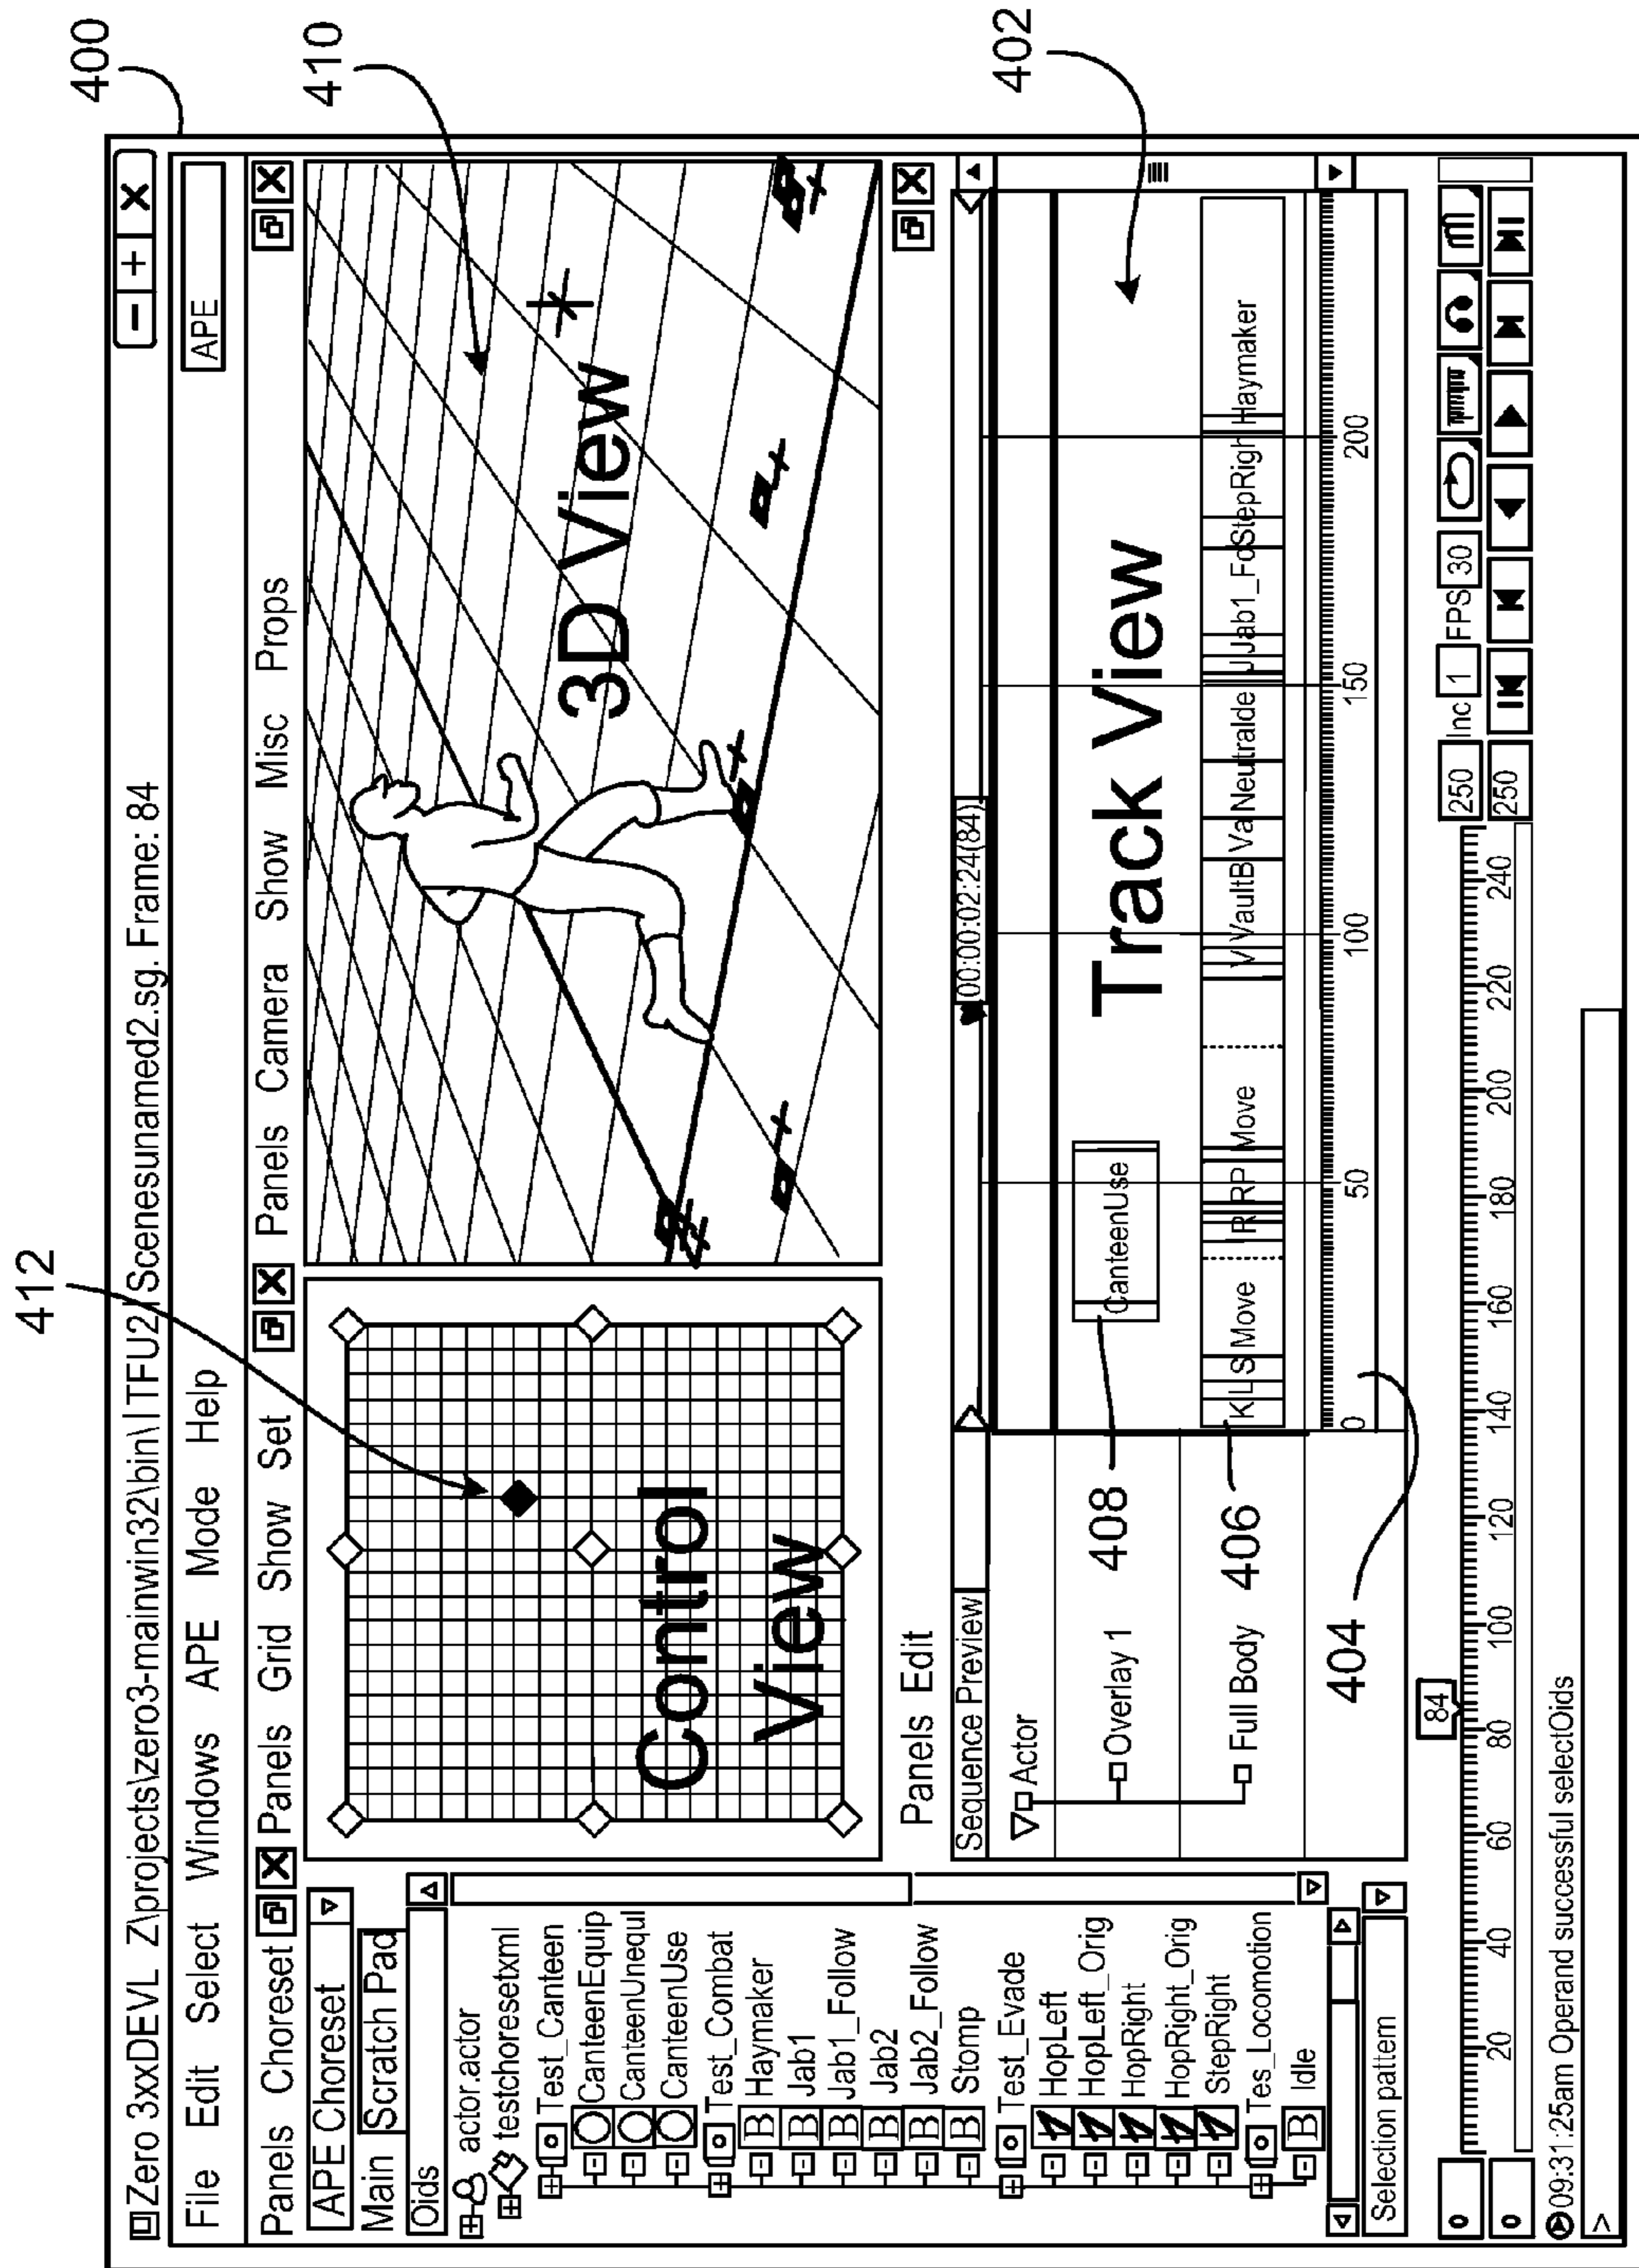 400
410
412
402
Zero 3xxDEVL Z\projects\zero3-mainwin32\bin\ITFU2|Scenesunamed2.sg. Frame: 84
File Edit Select Windows APE Mode Help
APE
Panels Choreset
APE Choreset
Main Scratch Pad
Oids
actor.actor
testchoresetxml
Test_Canteen
CanteenEquip
CanteenUnequl
CanteenUse
Test_Combat
B Haymaker
B Jab1
B Jab1_Follow
B Jab2
B Jab2_Follow
B Stomp
Test_Evade
HopLeft
HopLeft_Orig
HopRight
HopRight_Orig
StepRight
Tes_Locomotion
B Idle
Selection pattern
Panels Grid Show Set
Control
View
Panels Camera Show Misc Props
3D View
Panels Edit
Sequence Preview
00:00:02:24(84)
Actor
Overlay 1
Full Body
408
406
404
Track View
CanteenUse
K L S Move R RP Move V VaultB Va Neutralde J Jab1_Fo StepRigh Haymaker
0 50 100 150 200
84
20 40 60 80 100 120 140 160 180 200 220 240
0 250 Inc 1 FPS 30
0 250
09:31:25am Operand successful selectOids
>